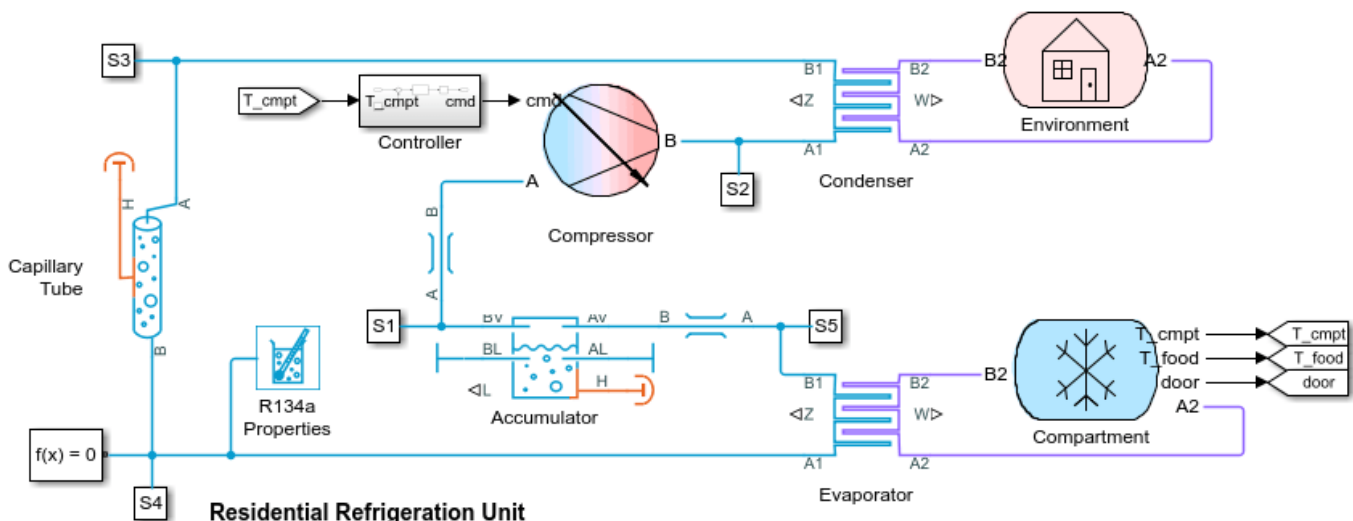 S3
B1
B2
B2
A2
T_cmpt
T_cmpt
cmd
cmd
◁Z
W▷
Environment
Controller
B
A1
A2
H
A
A
S2
Condenser
B
Compressor
Capillary
Tube
A
S1
BV
AV
B
A
S5
T_cmpt
T_cmpt
BL
AL
T_food
T_food
B
B1
B2
B2
door
door
◁L
H
R134a
Properties
Accumulator
◁Z
W▷
A2
Compartment
f(x) = 0
A1
A2
S4
Evaporator
Residential Refrigeration Unit